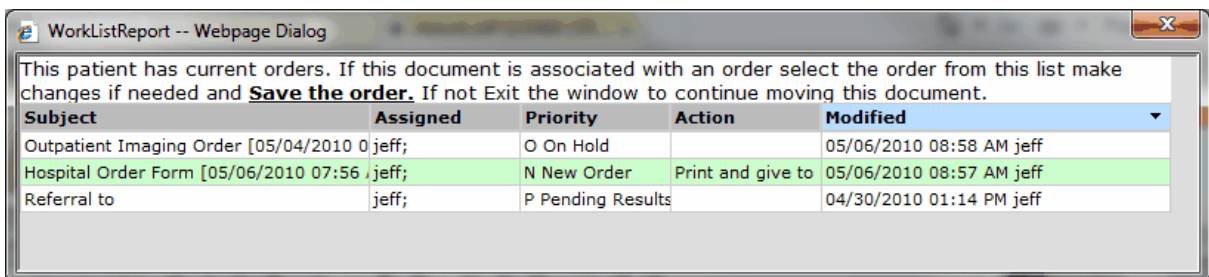 WorkListReport -- Webpage Dialog
This patient has current orders. If this document is associated with an order select the order from this list make
changes if needed and Save the order. If not Exit the window to continue moving this document.
Subject Assigned Priority Action Modified
Outpatient Imaging Order [05/04/2010 0 jeff; O On Hold 05/06/2010 08:58 AM jeff
Hospital Order Form [05/06/2010 07:56 jeff; N New Order Print and give to 05/06/2010 08:57 AM jeff
Referral to jeff; P Pending Results 04/30/2010 01:14 PM jeff